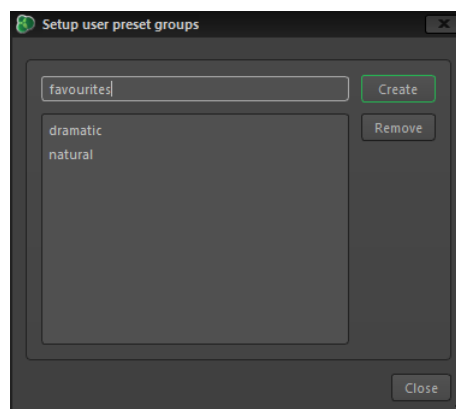 Setup user preset groups
favourites
Create
dramatic
Remove
natural
Close